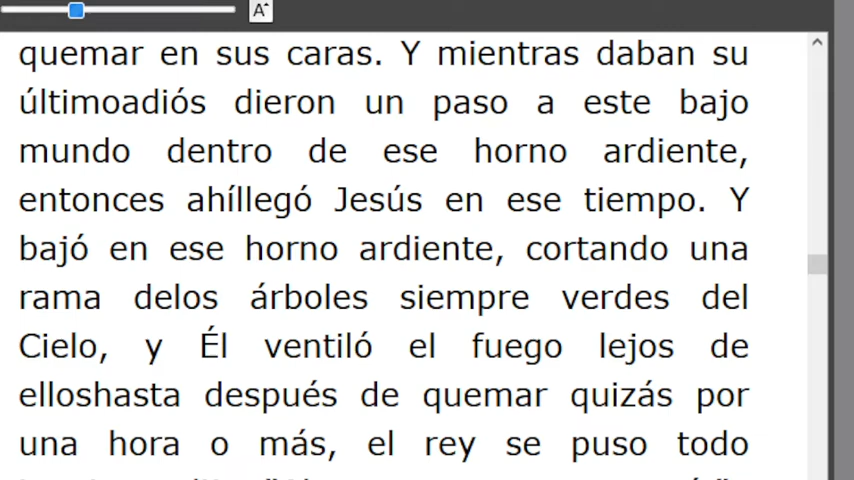 A
quemar en sus caras. Y mientras daban su
últimoadiós dieron un paso a este bajo
mundo dentro de ese horno ardiente,
entonces ahíllegó Jesús en ese tiempo. Y
bajó en ese horno ardiente, cortando una
rama delos árboles siempre verdes del
Cielo, y Él ventiló el fuego lejos de
elloshasta después de quemar quizás por
una hora o más, el rey se puso todo